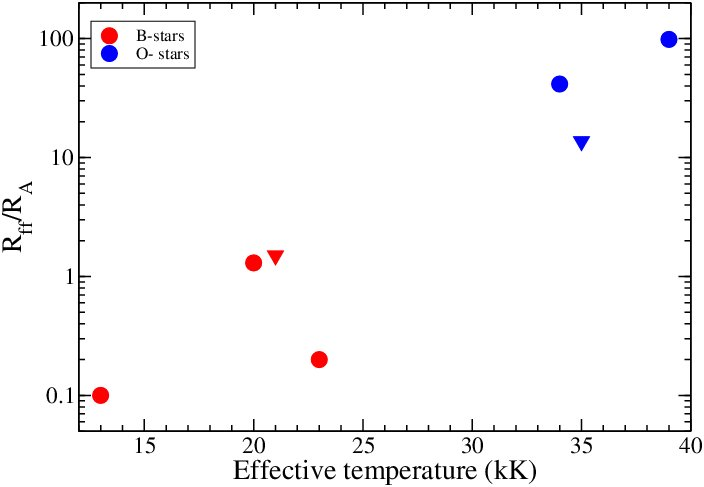 B-stars
O- stars
100
10
1
0.1
R_ff/R_A
15 20 25 30 35 40
Effective temperature (kK)